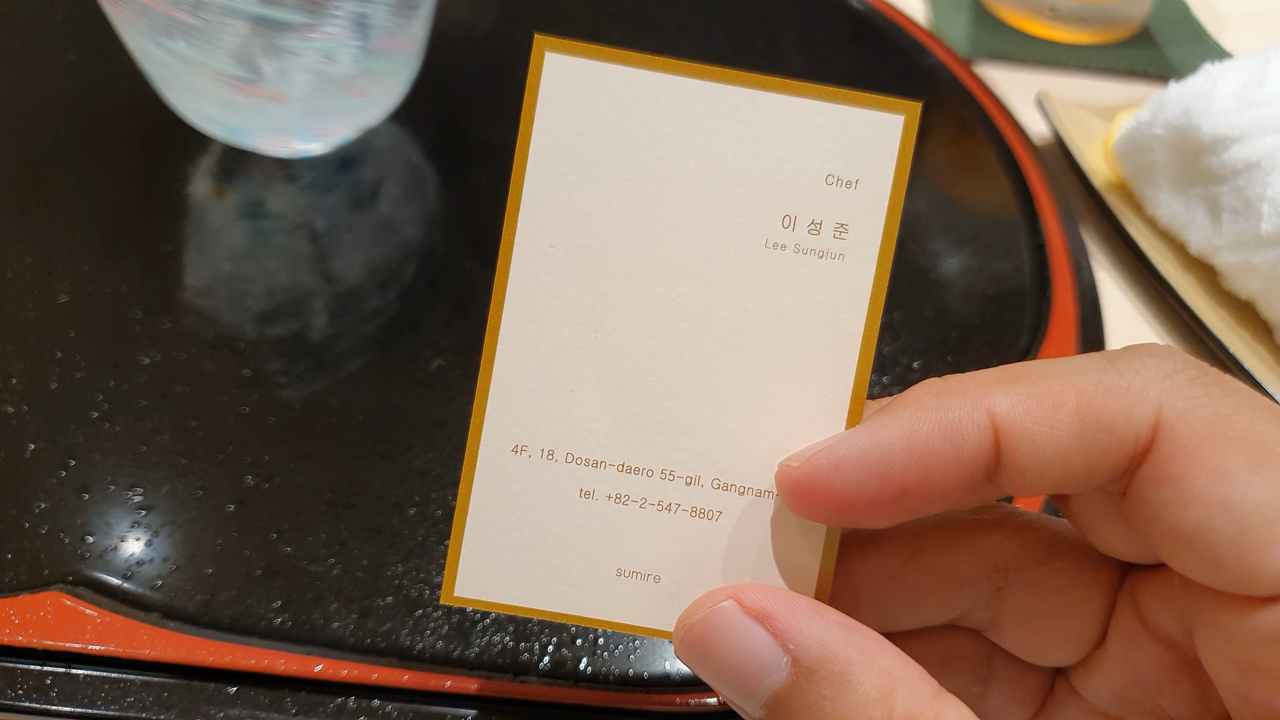 Chef
이성준
Lee Sungjun
4F, 18, Dosan-daero 55-gil, Gangnam-
tel. +82-2-547-8807
sumire